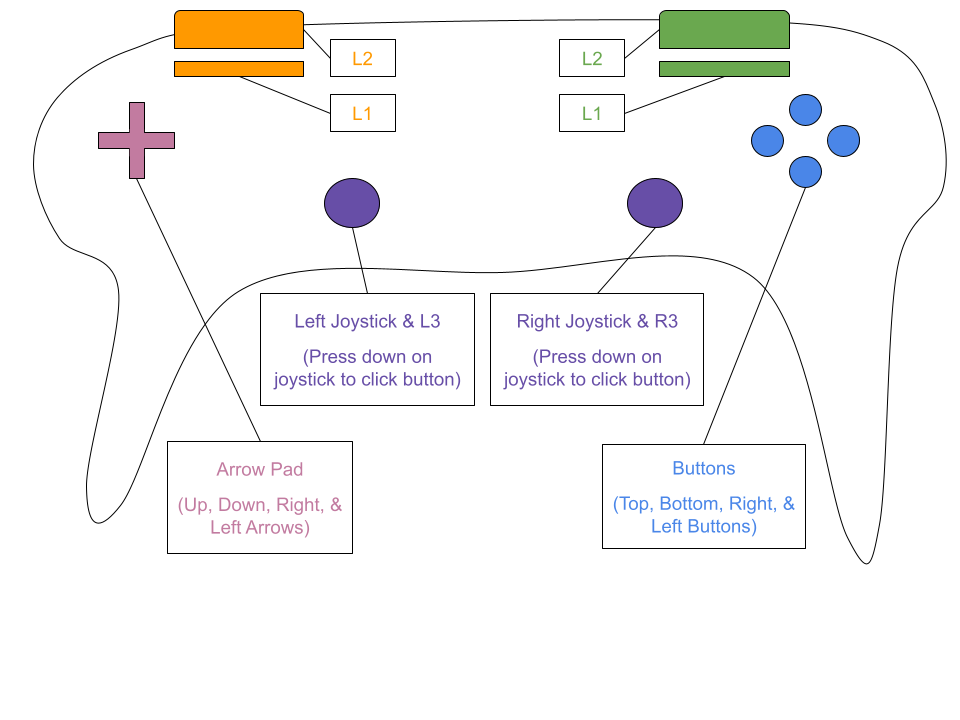 L2
L2
L1
L1
Left Joystick & L3
(Press down on
joystick to click button)
Right Joystick & R3
(Press down on
joystick to click button)
Arrow Pad
(Up, Down, Right, &
Left Arrows)
Buttons
(Top, Bottom, Right, &
Left Buttons)